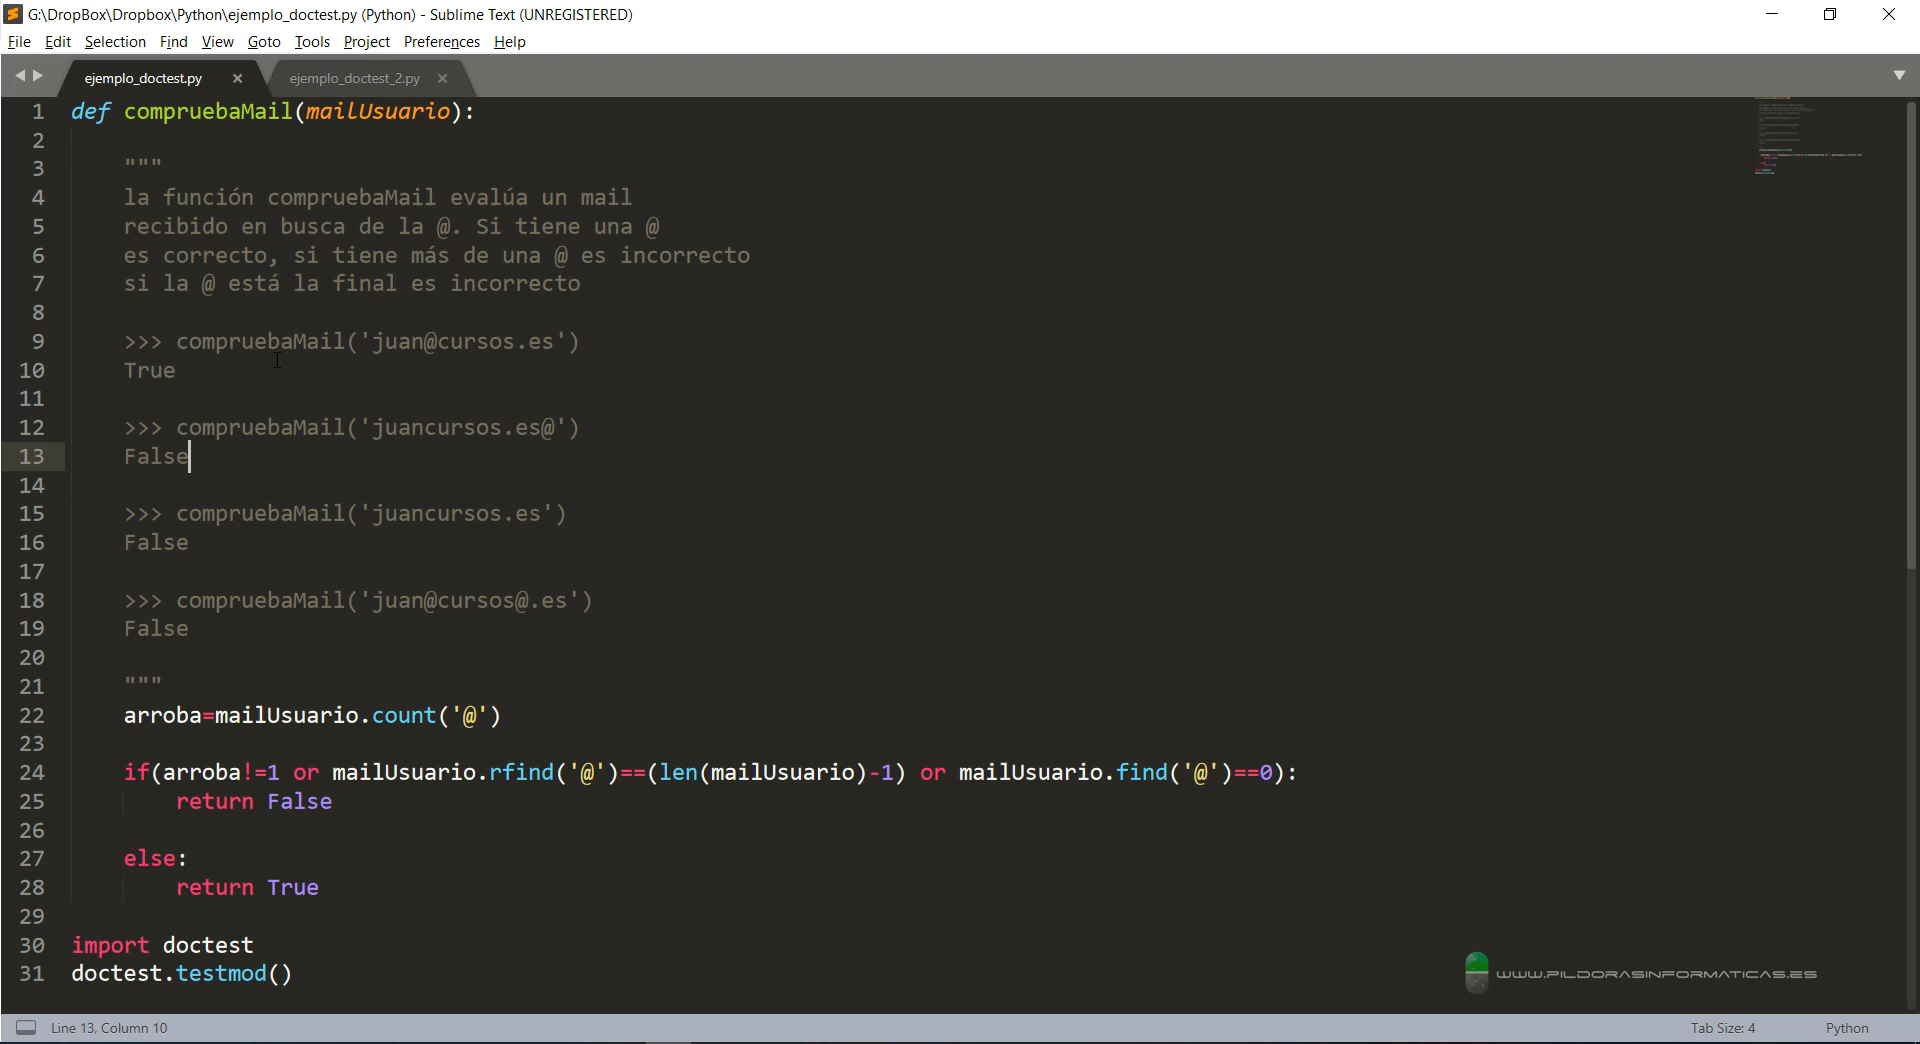 G:\DropBox\Dropbox\Python\ejemplo_doctest.py (Python) - Sublime Text (UNREGISTERED)
File Edit Selection Find View Goto Tools Project Preferences Help
ejemplo_doctest.py ejemplo_doctest_2.py
1 def compruebaMail(mailUsuario):
2
3     """
4     la función compruebaMail evalúa un mail
5     recibido en busca de la @. Si tiene una @
6     es correcto, si tiene más de una @ es incorrecto
7     si la @ está la final es incorrecto
8
9     >>> compruebaMail('juan@cursos.es')
10     True
11
12     >>> compruebaMail('juancursos.es@')
13     False
14
15     >>> compruebaMail('juancursos.es')
16     False
17
18     >>> compruebaMail('juan@cursos@.es')
19     False
20
21     """
22     arroba=mailUsuario.count('@')
23
24     if(arroba!=1 or mailUsuario.rfind('@')==(len(mailUsuario)-1) or mailUsuario.find('@')==0):
25         return False
26
27     else:
28         return True
29
30 import doctest
31 doctest.testmod()
WWW.PILDORASINFORMATICAS.ES
Line 13, Column 10 Tab Size: 4 Python